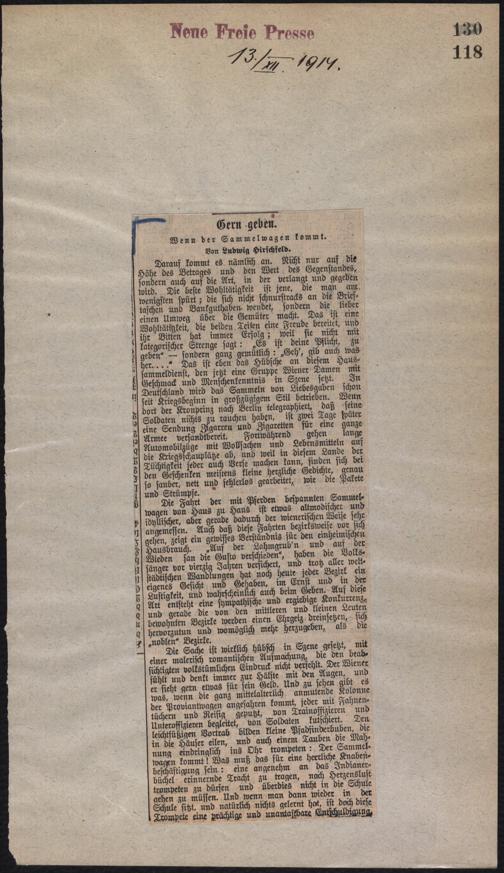 Neue Freie Presse
130
118
13./XII. 1914.
Gern geben.
Wenn der Sammelwagen kommt.
Von Ludwig Hirschfeld.
Darauf kommt es nämlich an. Nicht nur auf die
Höhe des Betrages und den Wert des Gegenstandes,
sondern auch auf die Art, in der verlangt und gegeben
wird. Die beste Wohltätigkeit ist jene, die man am
wenigsten spürt; die sich nicht schnurstracks an die Brief-
taschen und Bankguthaben wendet, sondern die lieber
einen Umweg über die Gemüter macht. Das ist eine
Wohltätigkeit, die beiden Teilen eine Freude bereitet, und
ihr Bitten hat immer Erfolg; weil sie nicht mit
kategorischer Strenge sagt: „Es ist deine Pflicht, zu
geben“ — sondern ganz gemütlich: „Geh', gib auch was
her....“ Das ist eben das Hübsche an diesem Haus-
sammeldienst, den jetzt eine Gruppe Wiener Damen mit
Geschmack und Menschenkenntnis in Szene setzt. In
Deutschland wird das Sammeln von Liebesgaben schon
seit Kriegsbeginn in großzügigem Stil betrieben. Wenn
dort der Kronprinz nach Berlin telegraphiert, daß seine
Soldaten nichts zu rauchen haben, ist zwei Tage später
eine Sendung Zigarren und Zigaretten für eine ganze
Armee versandtbereit. Fortwährend gehen lange
Automobilzüge mit Wollsachen und Lebensmitteln auf
die Kriegsschauplätze ab, und weil in diesem Lande der
Tüchtigkeit jeder auch Verse machen kann, finden sich bei
den Geschenken meistens kleine herzliche Gedichte, genau
so sauber, nett und fehlerlos gearbeitet, wie die Pakete
und Strümpfe.
Die Fahrt der mit Pferden bespannten Sammel-
wagen von Haus zu Haus ist etwas altmodischer und
idyllischer, aber gerade dadurch der wienerischen Weise sehr
angemessen. Auch daß diese Fahrten bezirksweise vor sich
gehen, zeigt ein gewisses Verständnis für den einheimischen
Hausbrauch. „Auf der Lahmgrub'n und auf der
Wieden san die Gusto verschieden“, haben die Volks-
sänger vor vierzig Jahren versichert, und trotz aller welt-
städtischen Wandlungen hat noch heute jeder Bezirk ein
eigenes Gesicht und Gehaben, im Ernst und in der
Lustigkeit, und wahrscheinlich auch beim Geben. Auf diese
Art entsteht eine sympathische und ergiebige Konkurrenz,
und gerade die von den mittleren und kleinen Leuten
bewohnten Bezirke werden einen Ehrgeiz dreinsetzen, sich
hervorzutun und womöglich mehr herzugeben, als die
„noblen“ Bezirke.
Die Sache ist wirklich hübsch in Szene gesetzt, mit
einer malerisch romantischen Aufmachung, die den beab-
sichtigten volkstümlichen Eindruck nicht verfehlt. Der Wiener
fühlt und denkt immer zur Hälfte mit den Augen, und
er sieht gern etwas für sein Geld. Und zu sehen gibt es
was, wenn die ganz mittelalterlich anmutende Kolonne
der Proviantwagen angefahren kommt, jeder mit Fahnen-
tüchern und Reisig geputzt, von Trainoffizieren und
Unteroffizieren begleitet, von Soldaten kutschiert. Den
leichtfüßigen Vortrab bilden kleine Pfadfinderbuben, die
in die Häuser eilen, und auch einem Tauben die Mah-
nung eindringlich ins Ohr trompeten: Der Sammel-
wagen kommt! Was muß das für eine herrliche Knaben-
beschäftigung sein: eine angenehm an das Indianer-
büchel erinnernde Tracht zu tragen, nach Herzenslust
trompeten zu dürfen und überdies nicht in die Schule
gehen zu müssen. Und wenn man dann wieder in der
Schule sitzt und natürlich nichts gelernt hat, ist doch diese
Trompete eine prächtige und unantastbare Entschuldigung.